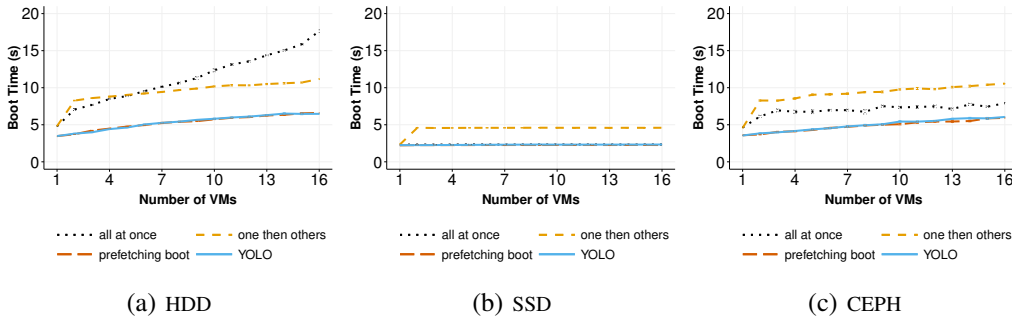 20
15
10
5
0
Boot Time (s)
1 4 7 10 13 16
Number of VMs
all at once one then others
prefetching boot YOLO
(a) HDD
20
15
10
5
0
Boot Time (s)
1 4 7 10 13 16
Number of VMs
all at once one then others
prefetching boot YOLO
(b) SSD
20
15
10
5
0
Boot Time (s)
1 4 7 10 13 16
Number of VMs
all at once one then others
prefetching boot YOLO
(c) CEPH